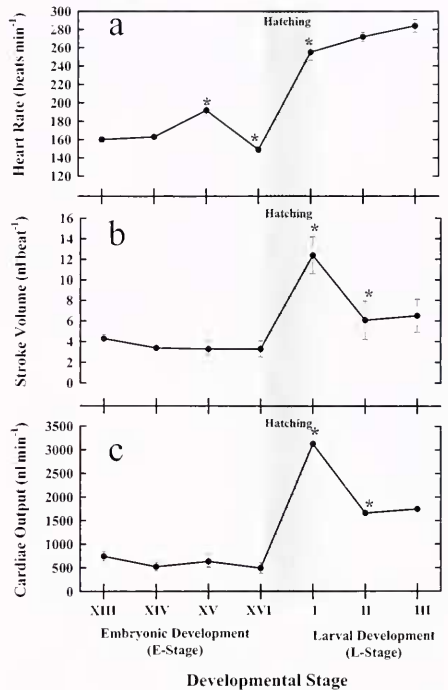 Hatching
a
Heart Rate (beats min⁻¹)
280
260
240
220
200
180
160
140
120
*
*
*
Hatching
b
Stroke Volume (nl beat⁻¹)
16
14
12
10
8
6
4
2
0
*
*
Hatching
c
Cardiac Output (nl min⁻¹)
3500
3000
2500
2000
1500
1000
500
0
*
*
XIII XIV XV XVI I II III
Embryonic Development Larval Development
(E-Stage) (L-Stage)
Developmental Stage